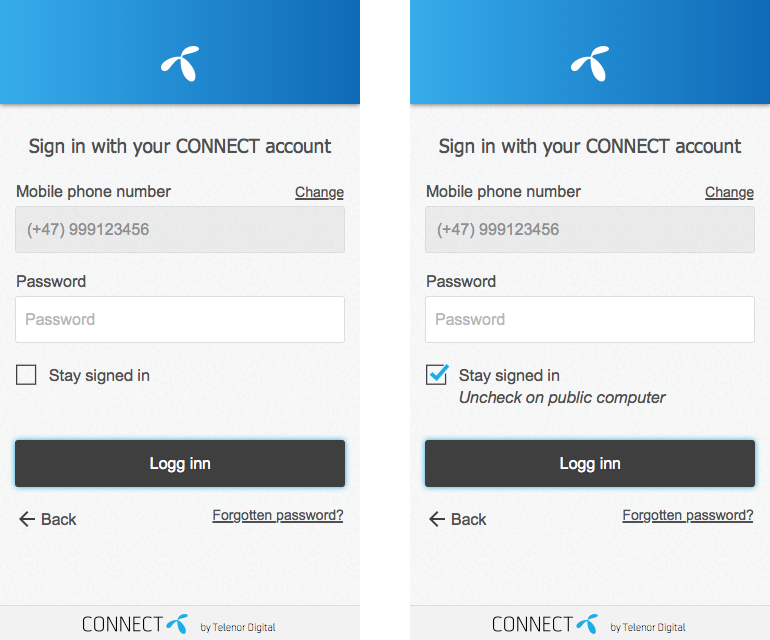 Sign in with your CONNECT account
Mobile phone number Change
(+47) 999123456
Password
Password
Stay signed in
Logg inn
Back Forgotten password?
CONNECT by Telenor Digital
Sign in with your CONNECT account
Mobile phone number Change
(+47) 999123456
Password
Password
Stay signed in
Uncheck on public computer
Logg inn
Back Forgotten password?
CONNECT by Telenor Digital